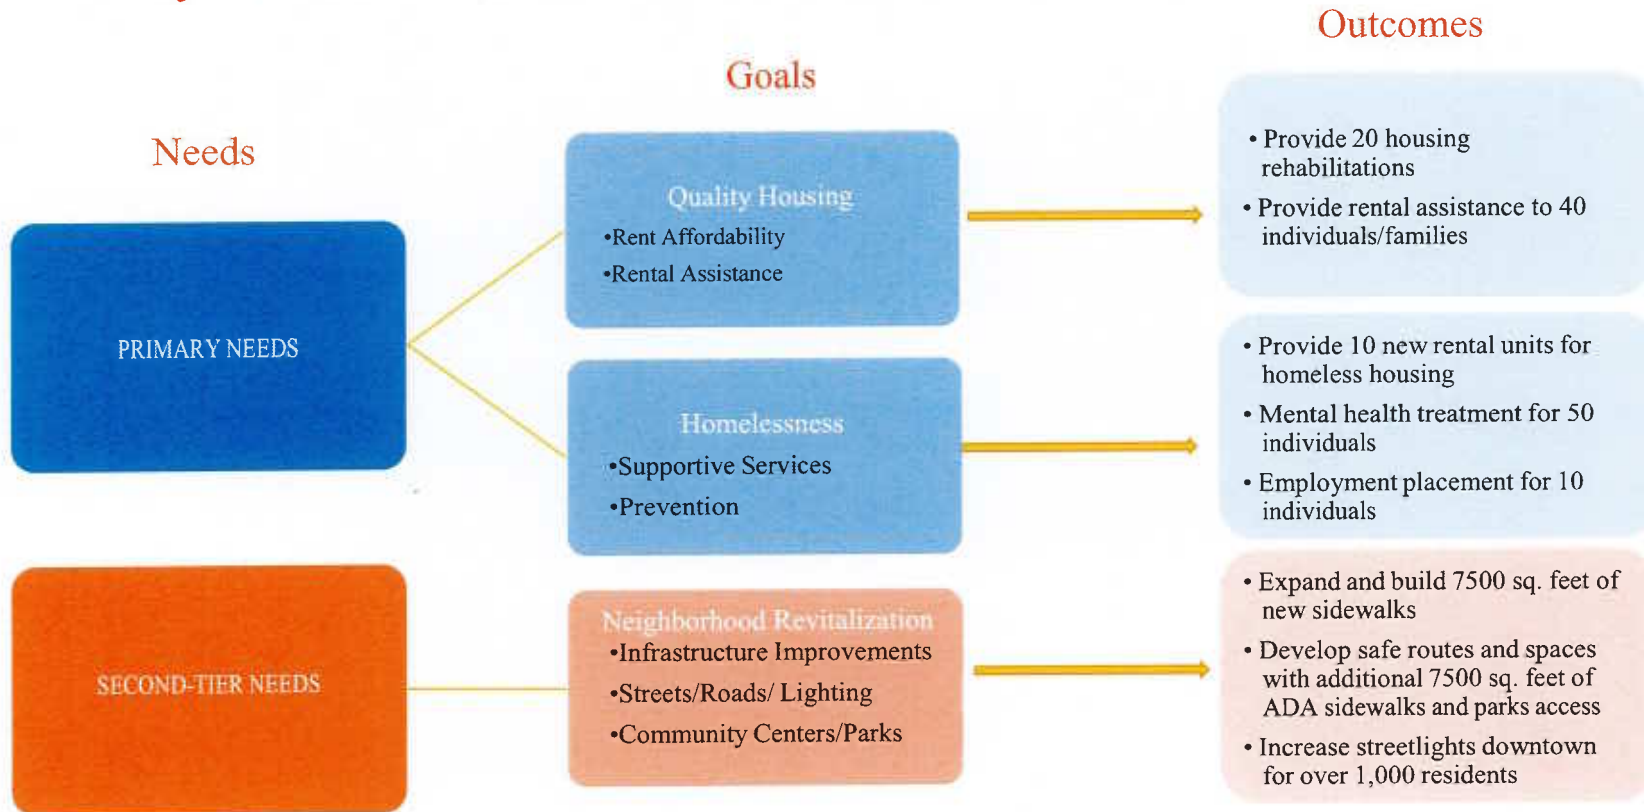 Outcomes
Goals
Needs
PRIMARY NEEDS
Quality Housing
•Rent Affordability
•Rental Assistance
• Provide 20 housing
rehabilitations
• Provide rental assistance to 40
individuals/families
Homelessness
•Supportive Services
•Prevention
• Provide 10 new rental units for
homeless housing
• Mental health treatment for 50
individuals
• Employment placement for 10
individuals
SECOND-TIER NEEDS
Neighborhood Revitalization
•Infrastructure Improvements
•Streets/Roads/ Lighting
•Community Centers/Parks
• Expand and build 7500 sq. feet of
new sidewalks
• Develop safe routes and spaces
with additional 7500 sq. feet of
ADA sidewalks and parks access
• Increase streetlights downtown
for over 1,000 residents